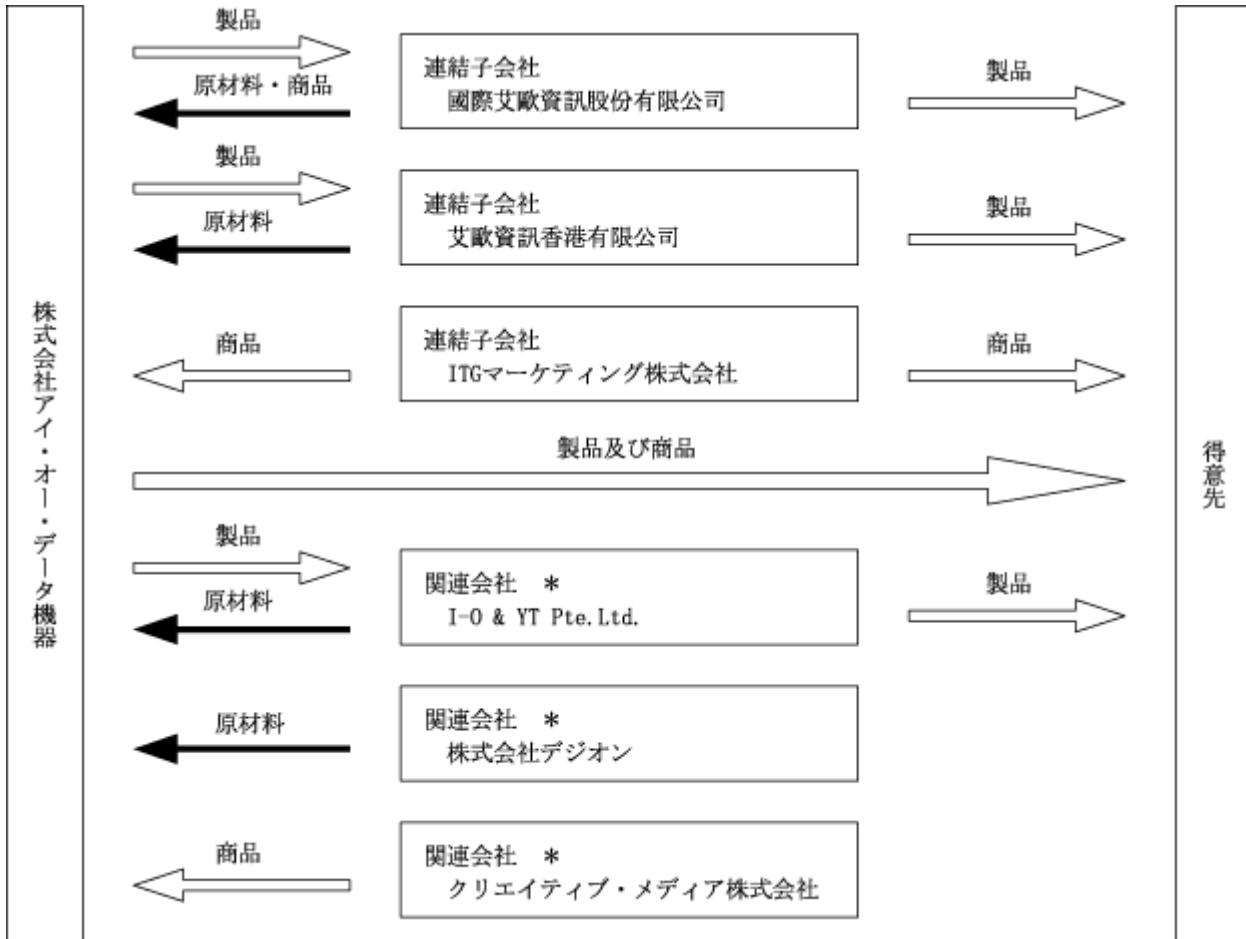 株式会社アイ・オー・データ機器
製品
原材料・商品
連結子会社
國際艾歐資訊股份有限公司
製品
製品
原材料
連結子会社
艾歐資訊香港有限公司
製品
商品
連結子会社
ITGマーケティング株式会社
商品
製品及び商品
製品
原材料
関連会社 *
I-O & YT Pte.Ltd.
製品
原材料
関連会社 *
株式会社デジオン
商品
関連会社 *
クリエイティブ・メディア株式会社
得意先